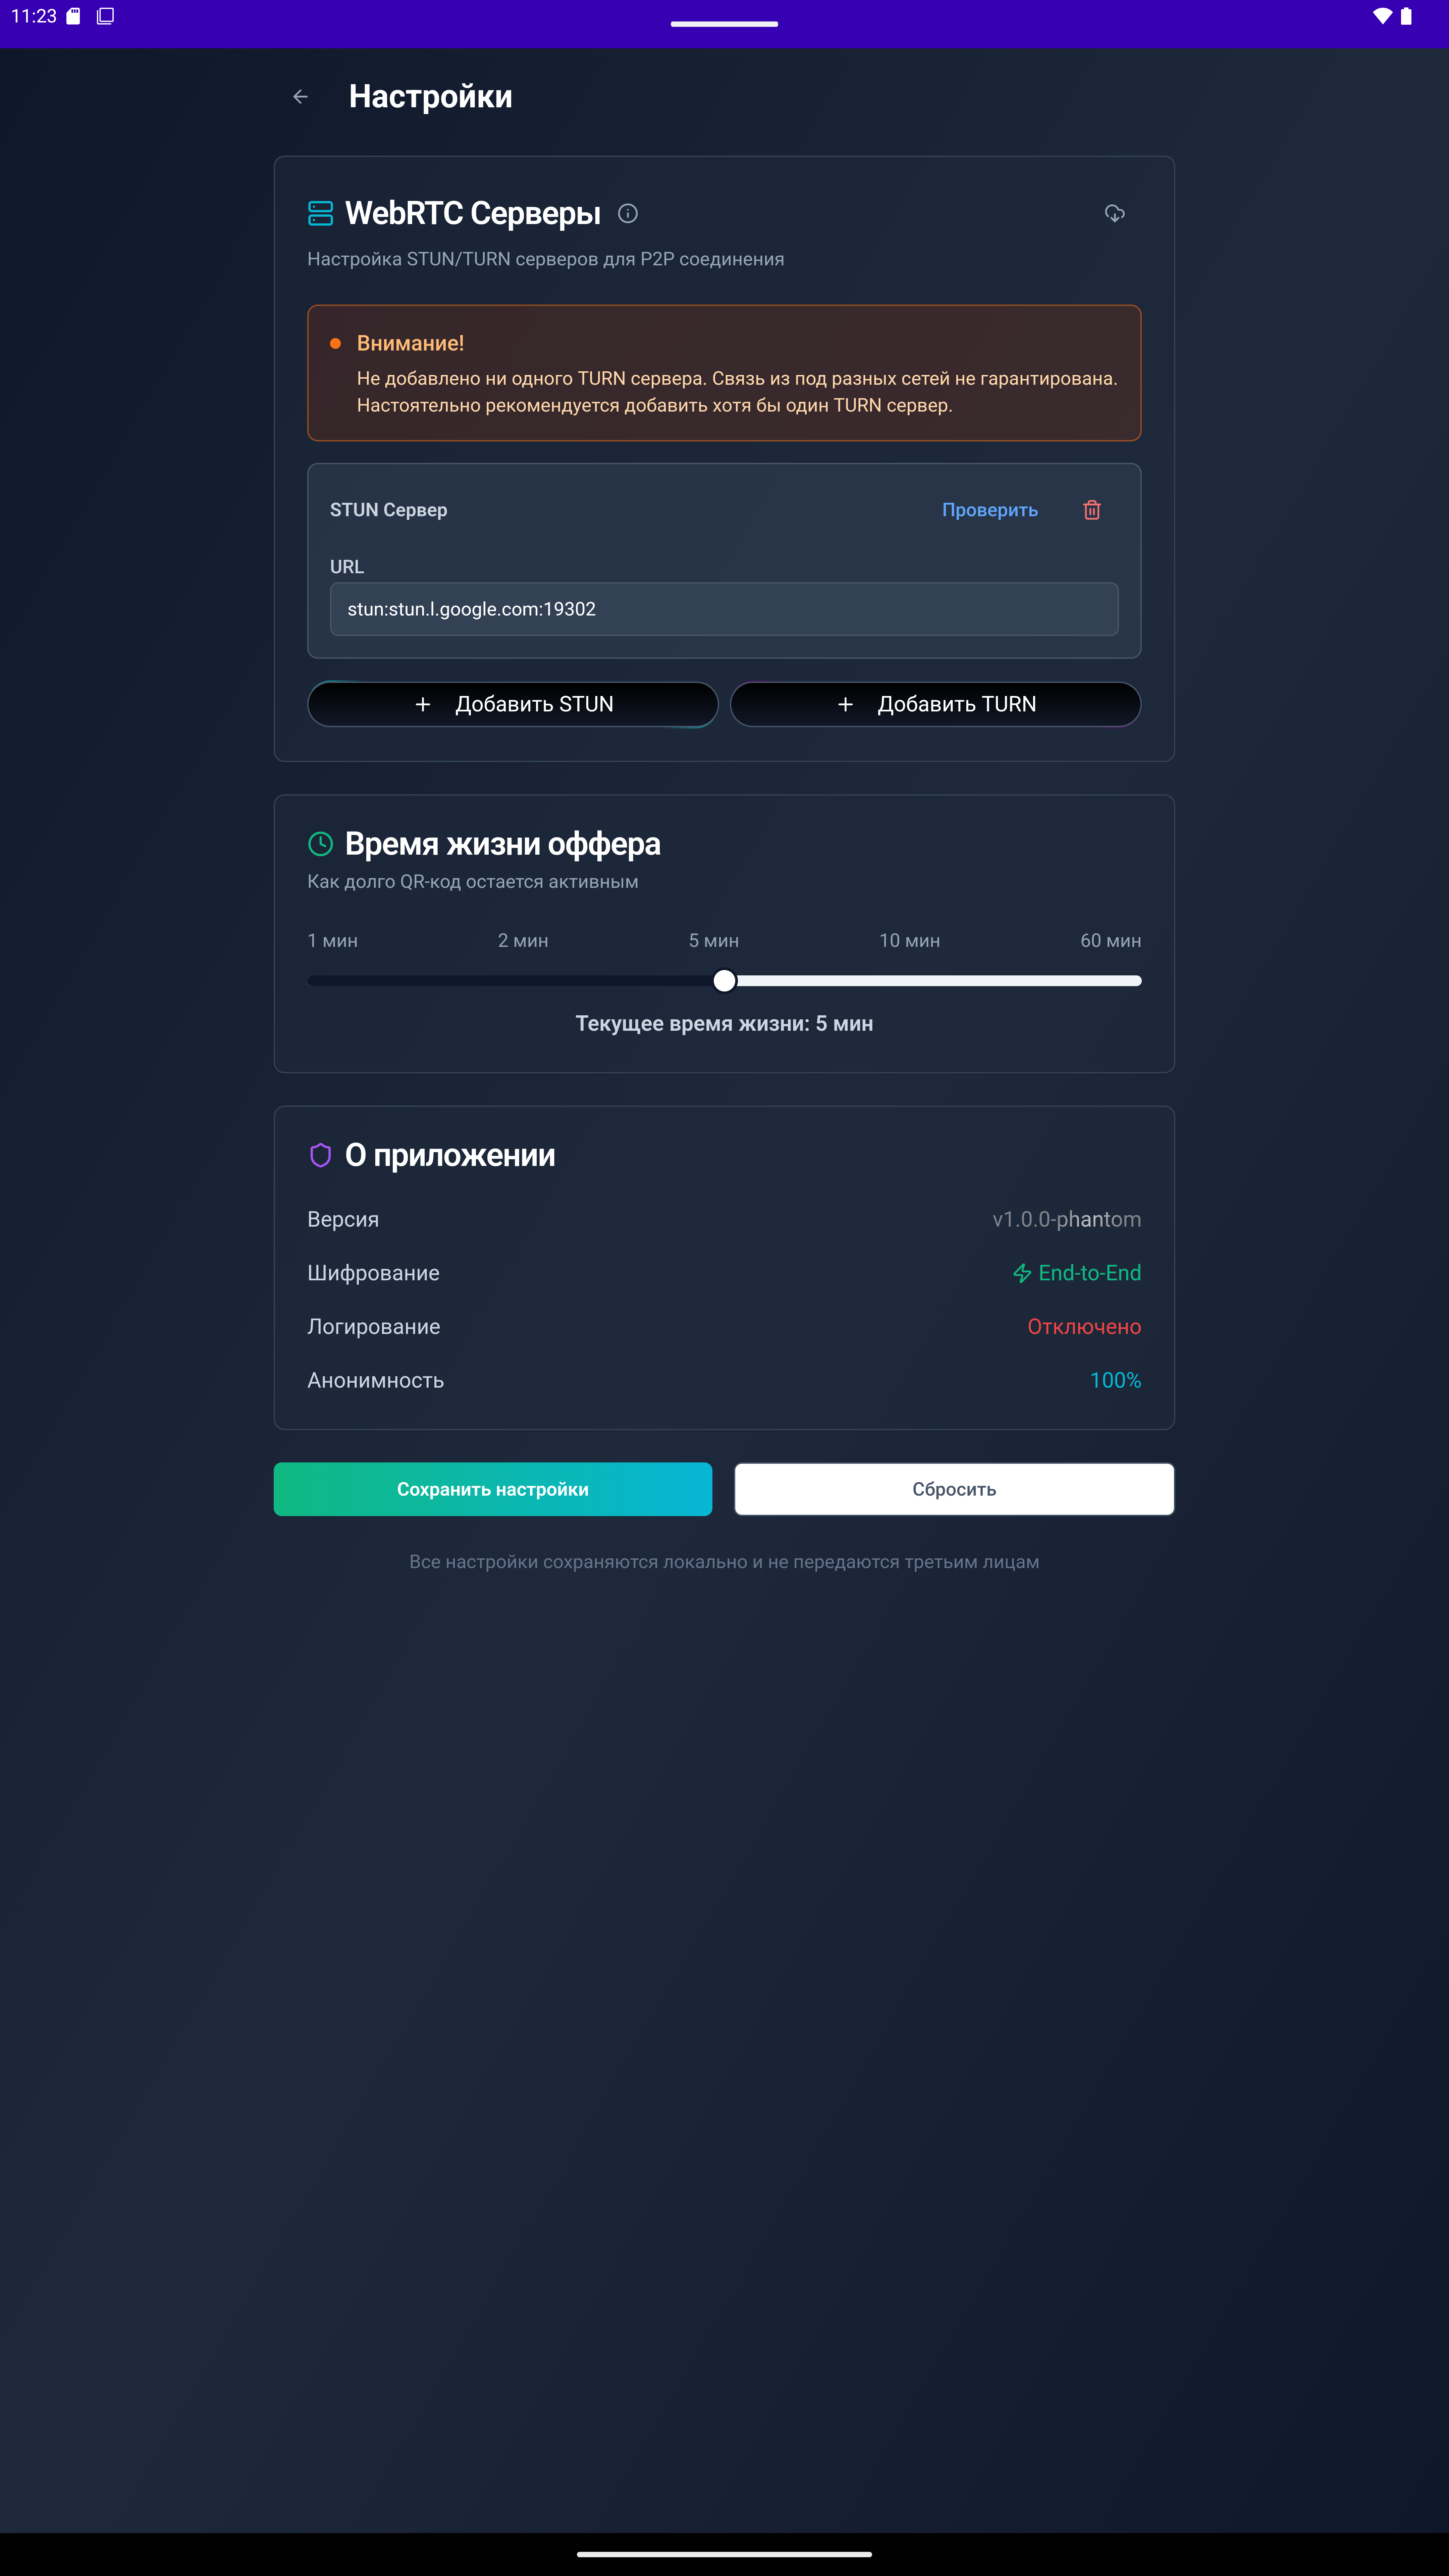 11:23
Настройки
WebRTC Серверы
Настройка STUN/TURN серверов для P2P соединения
Внимание!
Не добавлено ни одного TURN сервера. Связь из под разных сетей не гарантирована.
Настоятельно рекомендуется добавить хотя бы один TURN сервер.
STUN Сервер Проверить
URL
stun:stun.l.google.com:19302
+ Добавить STUN + Добавить TURN
Время жизни оффера
Как долго QR-код остается активным
1 мин 2 мин 5 мин 10 мин 60 мин
Текущее время жизни: 5 мин
О приложении
Версия v1.0.0-phantom
Шифрование End-to-End
Логирование Отключено
Анонимность 100%
Сохранить настройки Сбросить
Все настройки сохраняются локально и не передаются третьим лицам